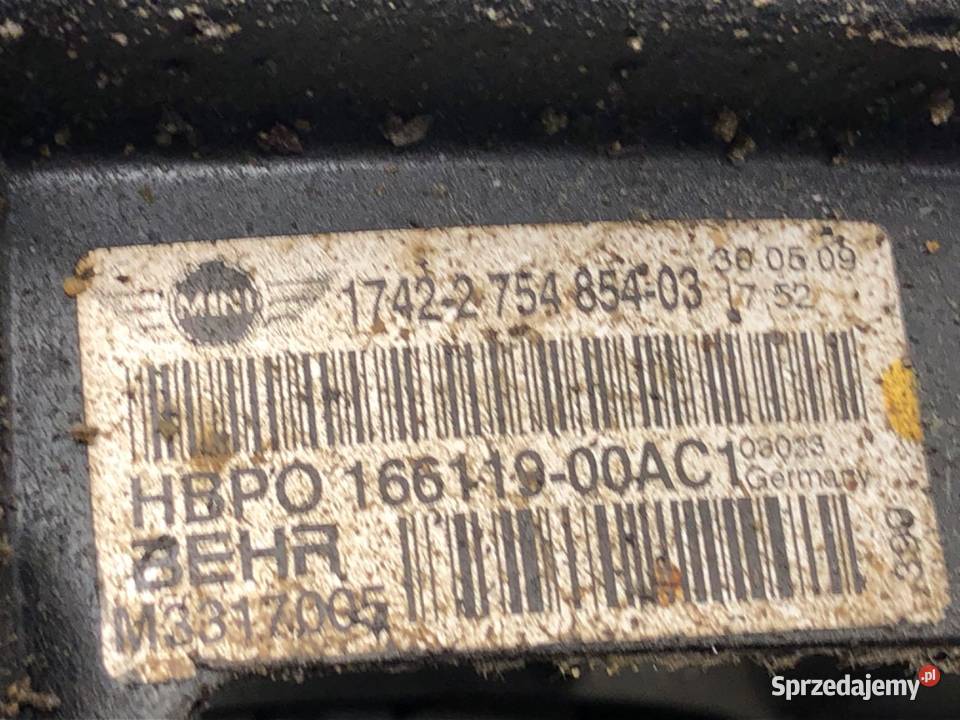 MINI 1742-2 754 854-03 30.05.09
17:52
HBPO 166119-00AC1 Germany
BEHR
M3317005
Sprzedajemy.pl